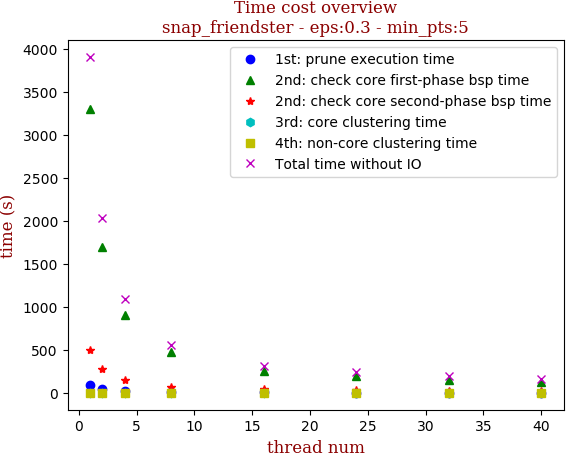 Time cost overview
snap_friendster - eps:0.3 - min_pts:5
time (s)
4000
3500
3000
2500
2000
1500
1000
500
0
1st: prune execution time
2nd: check core first-phase bsp time
2nd: check core second-phase bsp time
3rd: core clustering time
4th: non-core clustering time
Total time without IO
0 5 10 15 20 25 30 35 40
thread num